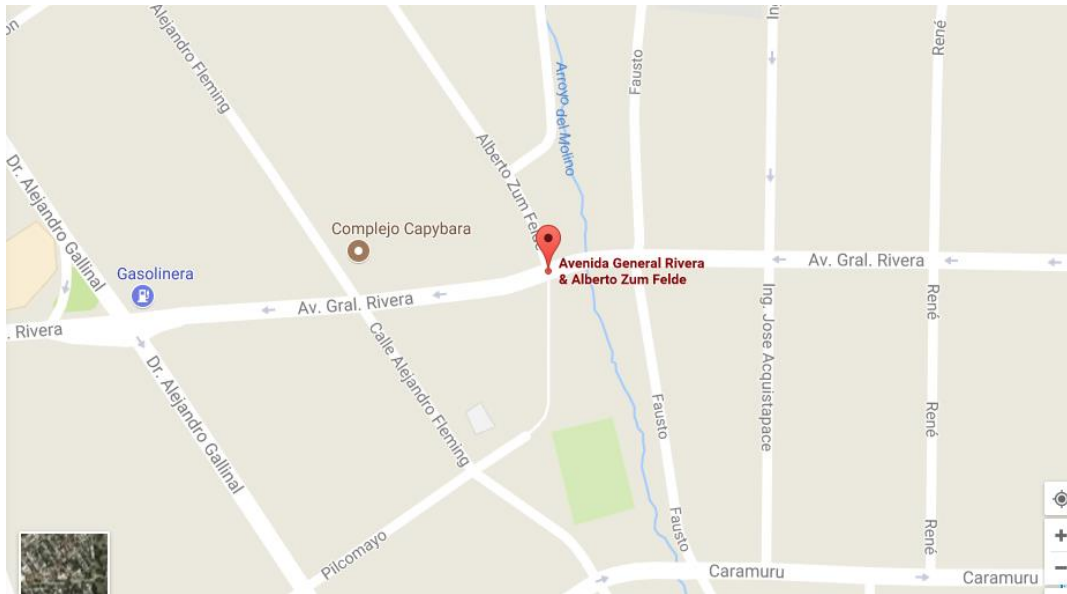 Alejandro Fleming
Fausto
In
René
Arroyo del Molino
Alberto Zum Felde
Dr. Alejandro Gallinal
Complejo Capybara
Gasolinera
Avenida General Rivera
& Alberto Zum Felde
Av. Gral. Rivera
Av. Gral. Rivera
. Rivera
Ing. Jose Acquistapace
René
Calle Alejandro Fleming
Dr. Alejandro Gallinal
Fausto
René
Fausto
René
Pilcomayo
Caramuru
Caramuru
+
−